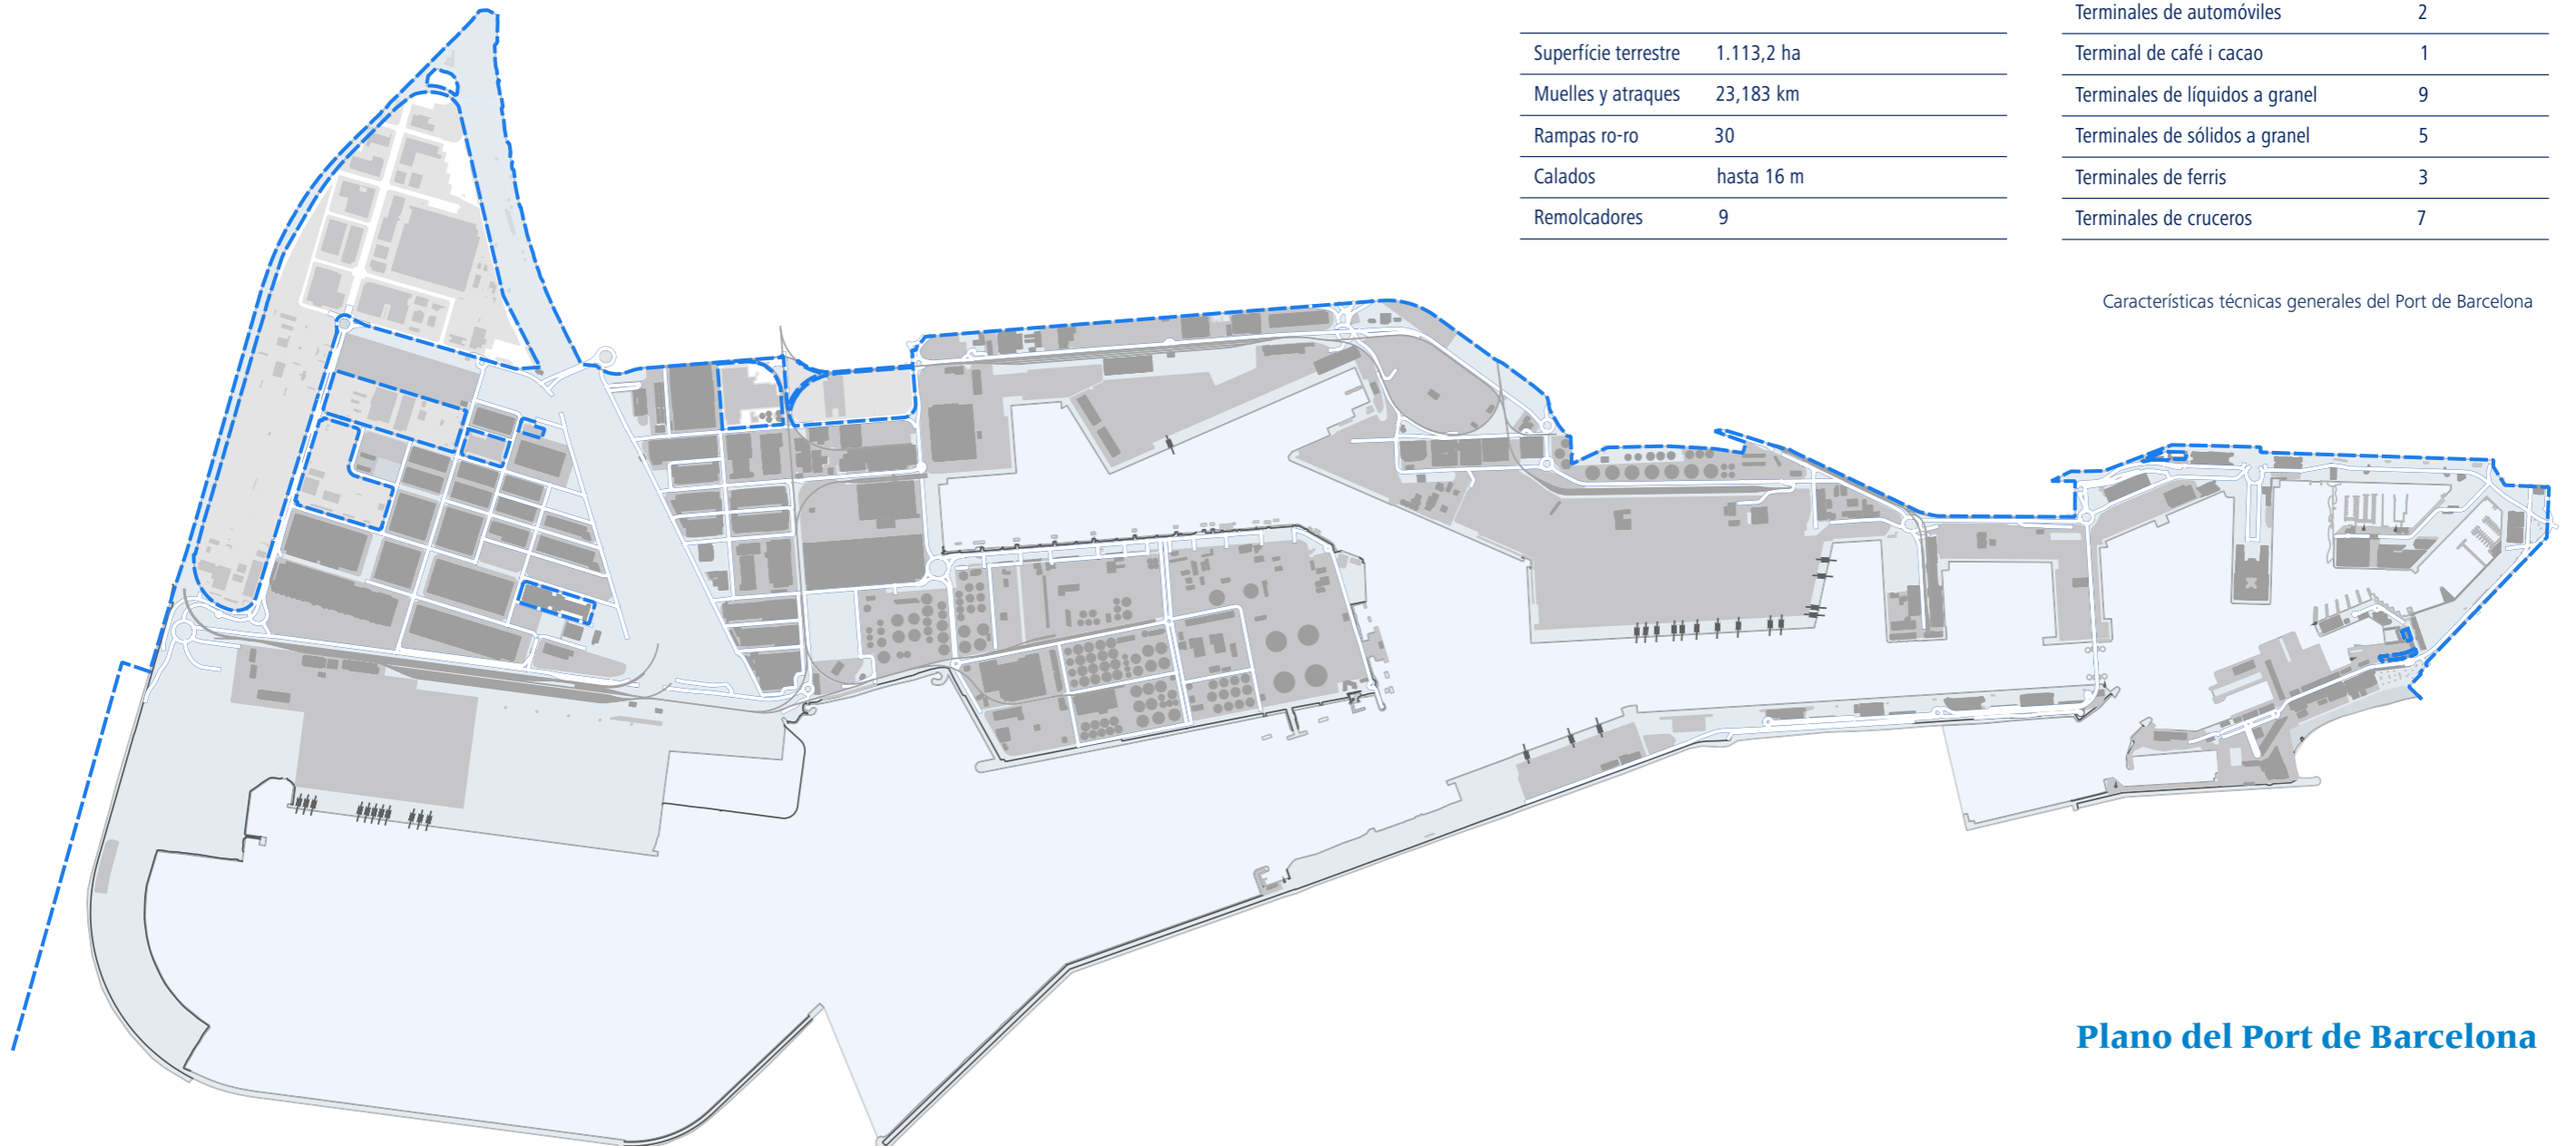 Superfície terrestre 1.113,2 ha
Muelles y atraques 23,183 km
Rampas ro-ro 30
Calados hasta 16 m
Remolcadores 9
Terminales de automóviles 2
Terminal de café i cacao 1
Terminales de líquidos a granel 9
Terminales de sólidos a granel 5
Terminales de ferris 3
Terminales de cruceros 7
Características técnicas generales del Port de Barcelona
Plano del Port de Barcelona